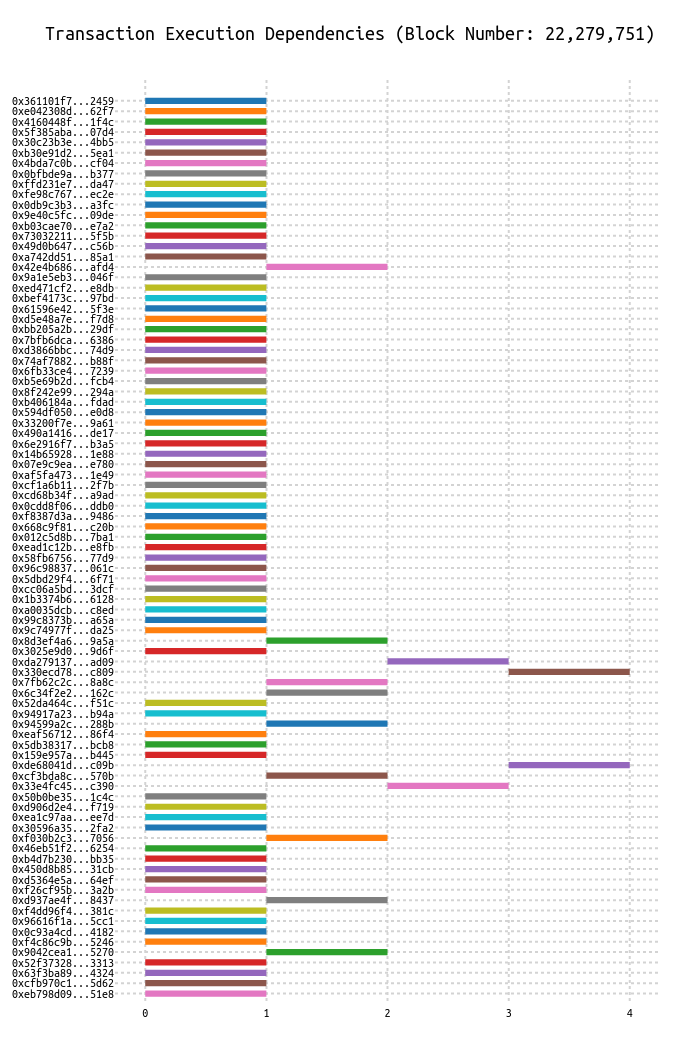 Transaction Execution Dependencies (Block Number: 22,279,751)
0x361101f7...2459
0xe042308d...62f7
0x4160448f...1f4c
0x5f385aba...07d4
0x30c23b3e...4bb5
0xb30e91d2...5ea1
0x4bda7c0b...cf04
0x0bfbde9a...b377
0xffd231e7...da47
0xfe98c767...ec2e
0x0db9c3b3...a3fc
0x9e40c5fc...09de
0xb03cae70...e7a2
0x73032211...5f5b
0x49d0b647...c56b
0xa742dd51...85a1
0x42e4b686...afd4
0x9a1e5eb3...046f
0xed471cf2...e8db
0xbef4173c...97bd
0x61596e42...5f3e
0xd5e48a7e...f7d8
0xbb205a2b...29df
0x7bfb6dca...6386
0xd3866bbc...74d9
0x74af7882...b88f
0x6fb33ce4...7239
0xb5e69b2d...fcb4
0x8f242e99...294a
0xb406184a...fdad
0x594df050...e0d8
0x33200f7e...9a61
0x490a1416...de17
0x6e2916f7...b3a5
0x14b65928...1e88
0x07e9c9ea...e780
0xaf5fa473...1e49
0xcf1a6b11...2f7b
0xcd68b34f...a9ad
0x0cdd8f06...ddb0
0xf8387d3a...9486
0x668c9f81...c20b
0x012c5d8b...7ba1
0xead1c12b...e8fb
0x58fb6756...77d9
0x96c98837...061c
0x5dbd29f4...6f71
0xcc06a5bd...3dcf
0x1b3374b6...6128
0xa0035dcb...c8ed
0x99c8373b...a65a
0x9c74977f...da25
0x8d3ef4a6...9a5a
0x3025e9d0...9d6f
0xda279137...ad09
0x330ecd78...c809
0x7fb62c2c...8a8c
0x6c34f2e2...162c
0x52da464c...f51c
0x94917a23...b94a
0x94599a2c...288b
0xeaf56712...86f4
0x5db38317...bcb8
0x159e957a...b445
0xde68041d...c09b
0xcf3bda8c...570b
0x33e4fc45...c390
0x50b0be35...1c4c
0xd906d2e4...f719
0xea1c97aa...ee7d
0x30596a35...2fa2
0xf030b2c3...7056
0x46eb51f2...6254
0xb4d7b230...bb35
0x450d8b85...31cb
0xd5364e5a...64ef
0xf26cf95b...3a2b
0xd937ae4f...8437
0xf4dd96f4...381c
0x96616f1a...5cc1
0x0c93a4cd...4182
0xf4c86c9b...5246
0x9042cea1...5270
0x52f37328...3313
0x63f3ba89...4324
0xcfb970c1...5d62
0xeb798d09...51e8
0 1 2 3 4